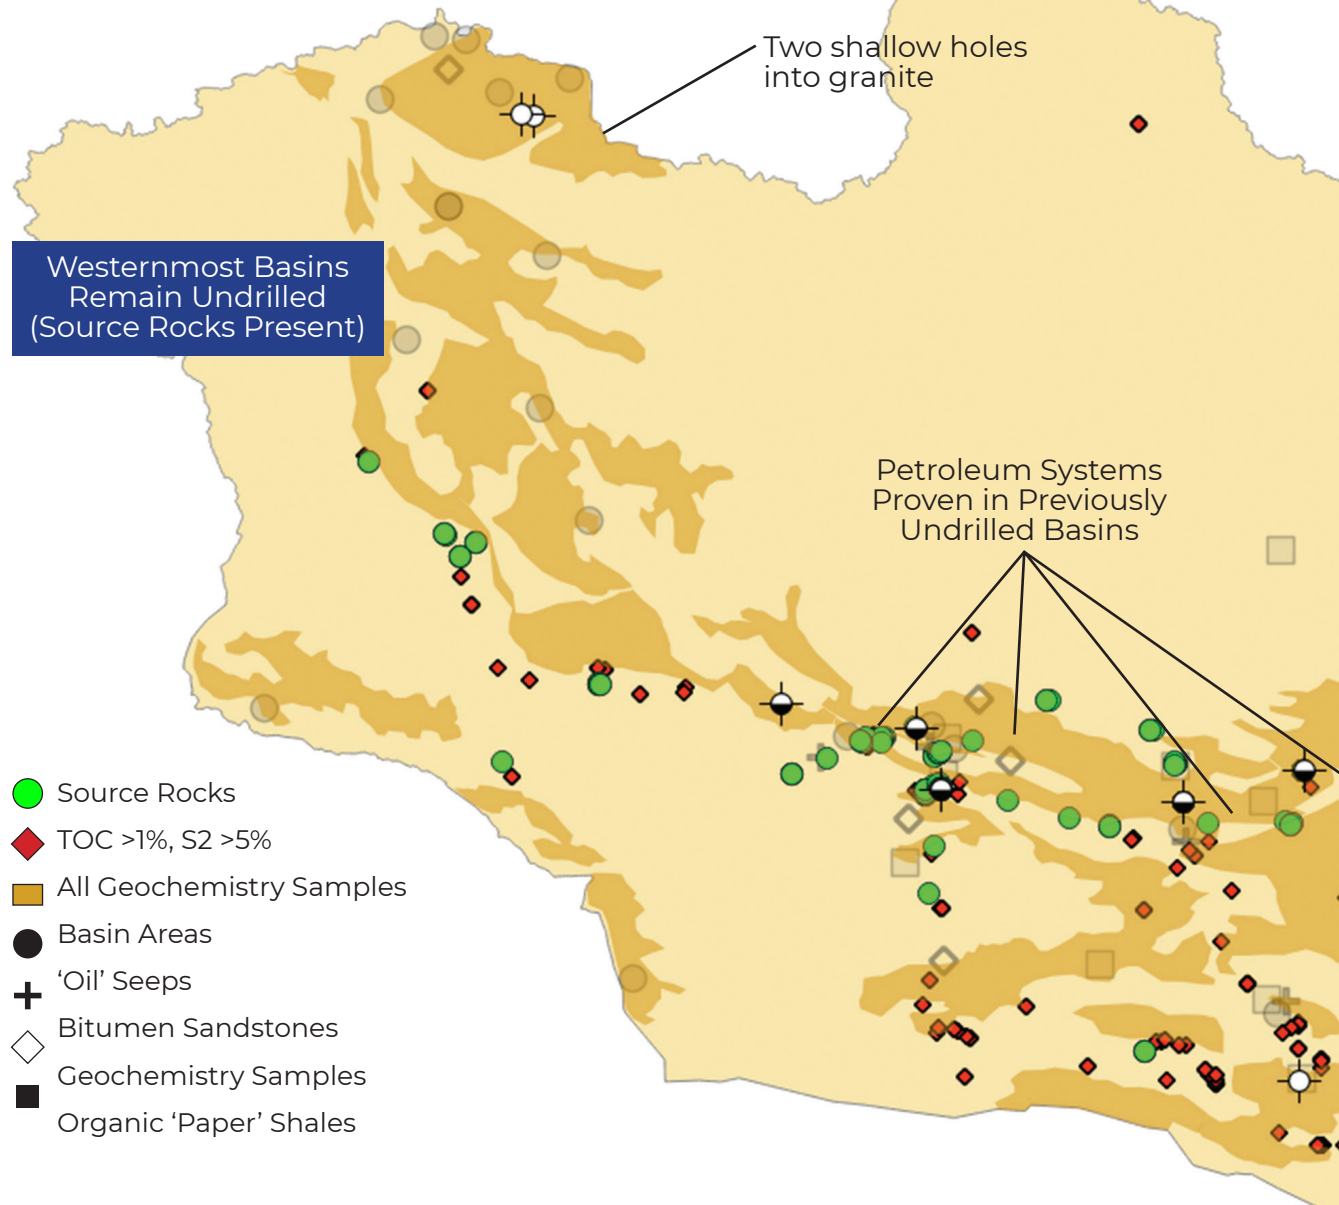 Two shallow holes
into granite
Westernmost Basins
Remain Undrilled
(Source Rocks Present)
Petroleum Systems
Proven in Previously
Undrilled Basins
Source Rocks
TOC >1%, S2 >5%
All Geochemistry Samples
Basin Areas
‘Oil’ Seeps
Bitumen Sandstones
Geochemistry Samples
Organic ‘Paper’ Shales